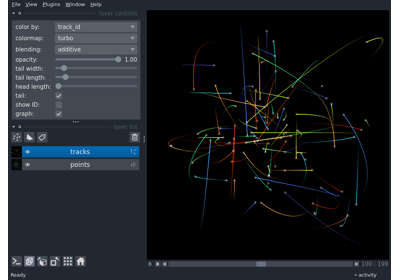 File View Plugins Window Help
layer controls
color by: track_id
colormap: turbo
blending: additive
opacity: 1.00
tail width:
tail length:
head length:
tail:
show ID:
graph:
layer list
tracks
points
100 | 199
Ready
activity